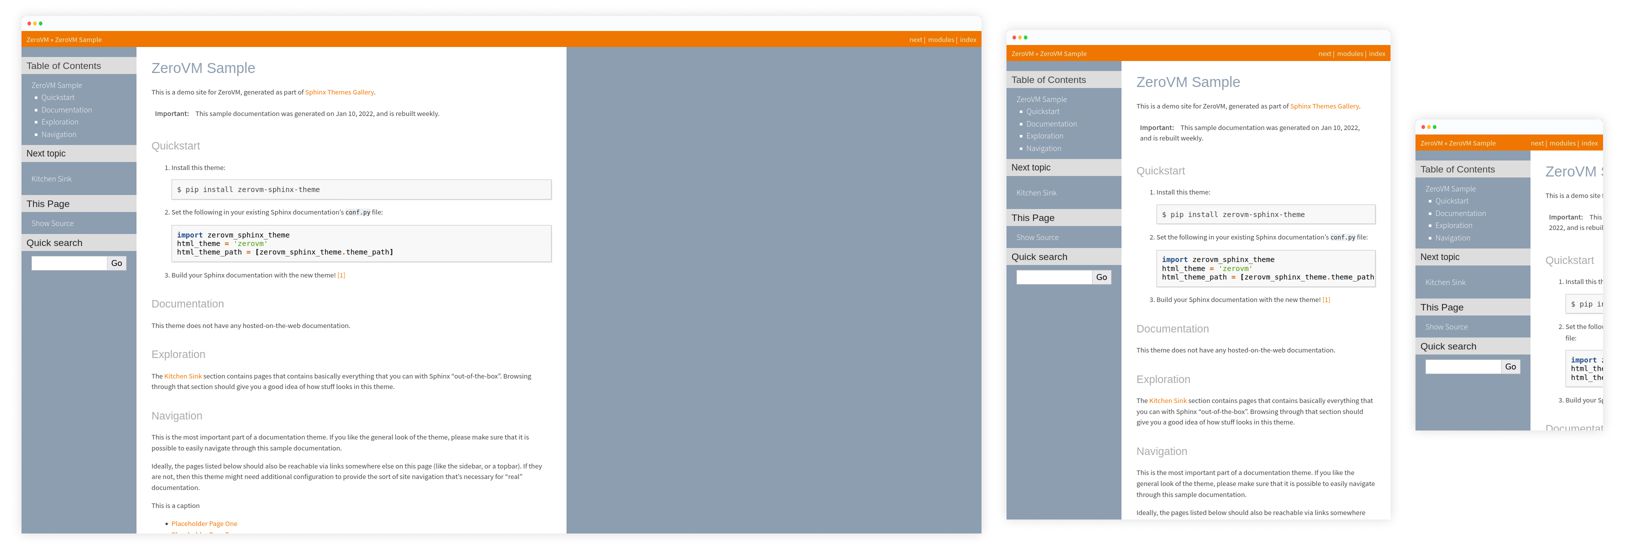 ZeroVM » ZeroVM Sample
next | modules | index
Table of Contents
ZeroVM Sample
Quickstart
Documentation
Exploration
Navigation
Next topic
Kitchen Sink
This Page
Show Source
Quick search
Go
ZeroVM Sample
This is a demo site for ZeroVM, generated as part of Sphinx Themes Gallery.
Important: This sample documentation was generated on Jan 10, 2022, and is rebuilt weekly.
Quickstart
1. Install this theme:
$ pip install zerovm-sphinx-theme
2. Set the following in your existing Sphinx documentation's conf.py file:
import zerovm_sphinx_theme
html_theme = 'zerovm'
html_theme_path = [zerovm_sphinx_theme.theme_path]
3. Build your Sphinx documentation with the new theme! [1]
Documentation
This theme does not have any hosted-on-the-web documentation.
Exploration
The Kitchen Sink section contains pages that contains basically everything that you can with Sphinx “out-of-the-box”. Browsing
through that section should give you a good idea of how stuff looks in this theme.
Navigation
This is the most important part of a documentation theme. If you like the general look of the theme, please make sure that it is
possible to easily navigate through this sample documentation.
Ideally, the pages listed below should also be reachable via links somewhere else on this page (like the sidebar, or a topbar). If they
are not, then this theme might need additional configuration to provide the sort of site navigation that's necessary for “real”
documentation.
This is a caption
Placeholder Page One
ZeroVM » ZeroVM Sample
next | modules | index
Table of Contents
ZeroVM Sample
Quickstart
Documentation
Exploration
Navigation
Next topic
Kitchen Sink
This Page
Show Source
Quick search
Go
ZeroVM Sample
This is a demo site for ZeroVM, generated as part of Sphinx Themes Gallery.
Important: This sample documentation was generated on Jan 10, 2022,
and is rebuilt weekly.
Quickstart
1. Install this theme:
$ pip install zerovm-sphinx-theme
2. Set the following in your existing Sphinx documentation's conf.py file:
import zerovm_sphinx_theme
html_theme = 'zerovm'
html_theme_path = [zerovm_sphinx_theme.theme_path
3. Build your Sphinx documentation with the new theme! [1]
Documentation
This theme does not have any hosted-on-the-web documentation.
Exploration
The Kitchen Sink section contains pages that contains basically everything that
you can with Sphinx “out-of-the-box”. Browsing through that section should
give you a good idea of how stuff looks in this theme.
Navigation
This is the most important part of a documentation theme. If you like the
general look of the theme, please make sure that it is possible to easily navigate
through this sample documentation.
Ideally, the pages listed below should also be reachable via links somewhere
ZeroVM » ZeroVM Sample
next | modules | index
Table of Contents
ZeroVM Sample
Quickstart
Documentation
Exploration
Navigation
Next topic
Kitchen Sink
This Page
Show Source
Quick search
Go
ZeroVM S
This is a demo site
Important: This
2022, and is rebuil
Quickstart
1. Install this th
$ pip in
2. Set the follow
file:
import z
html_the
html_the
3. Build your Sp
Documentat